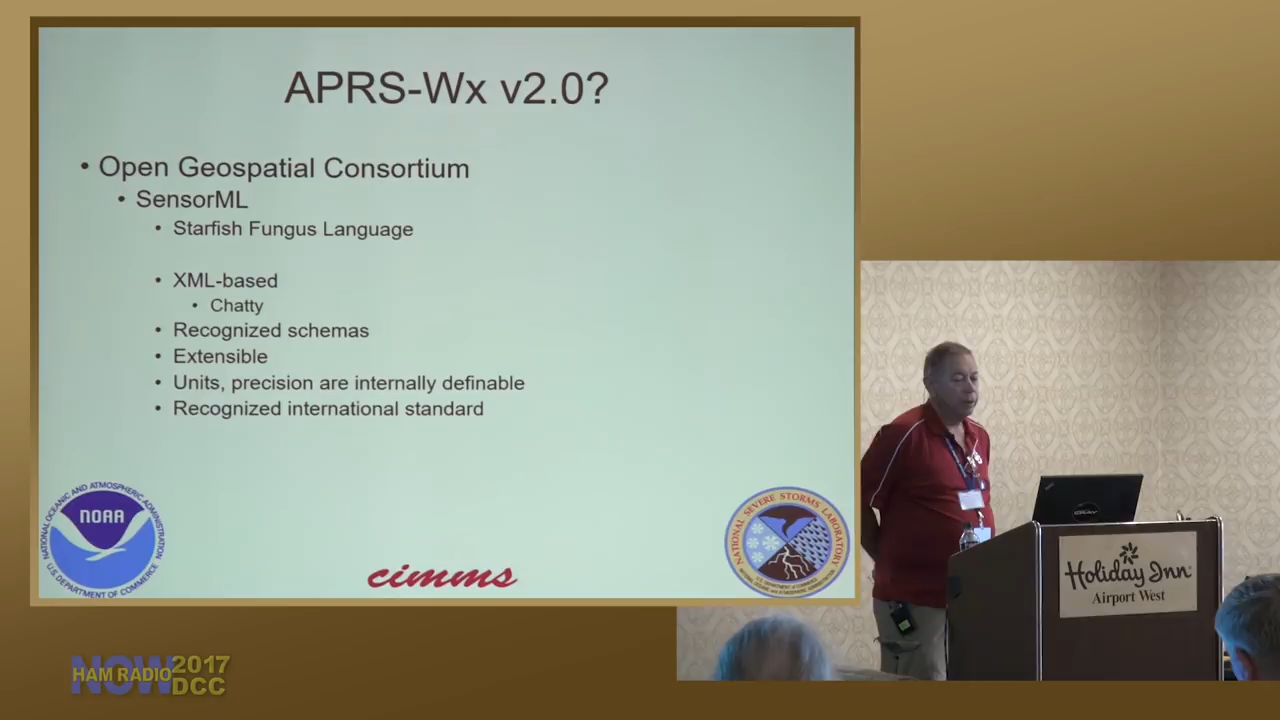 APRS-Wx v2.0?
• Open Geospatial Consortium
• SensorML
• Starfish Fungus Language
• XML-based
• Chatty
• Recognized schemas
• Extensible
• Units, precision are internally definable
• Recognized international standard
NATIONAL OCEANIC AND ATMOSPHERIC ADMINISTRATION
NOAA
U.S. DEPARTMENT OF COMMERCE
cimms
NATIONAL SEVERE STORMS LABORATORY
Holiday Inn
Airport West
NOW
HAM RADIO
2017
DCC